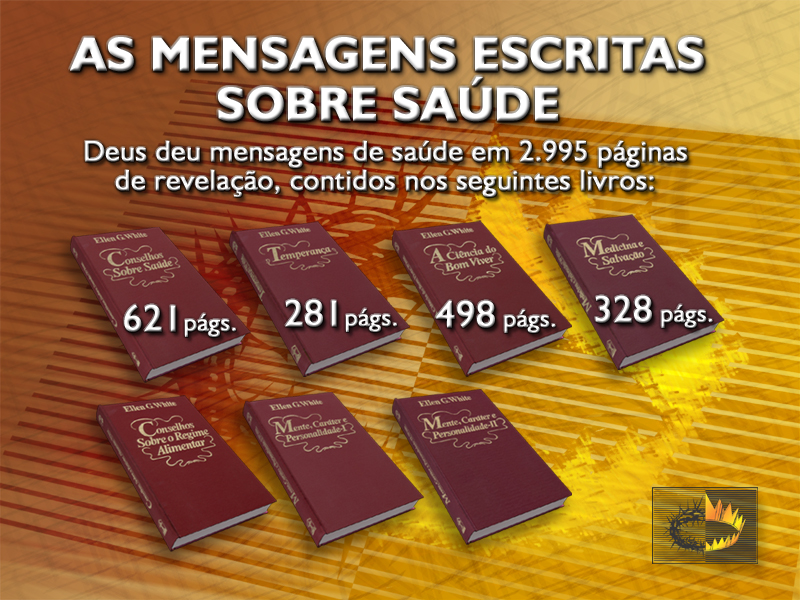 AS MENSAGENS ESCRITAS
SOBRE SAÚDE
Deus deu mensagens de saúde em 2.995 páginas
de revelação, contidos nos seguintes livros:
Ellen G. White
Conselhos
Sobre Saúde
621 págs.
Ellen G. White
Temperança
281 págs.
Ellen G. White
A Ciência do
Bom Viver
498 págs.
Ellen G. White
Medicina e
Salvação
328 págs.
Ellen G. White
Conselhos
Sobre o Regime
Alimentar
Ellen G. White
Mente, Caráter e
Personalidade-I
Ellen G. White
Mente, Caráter e
Personalidade-II